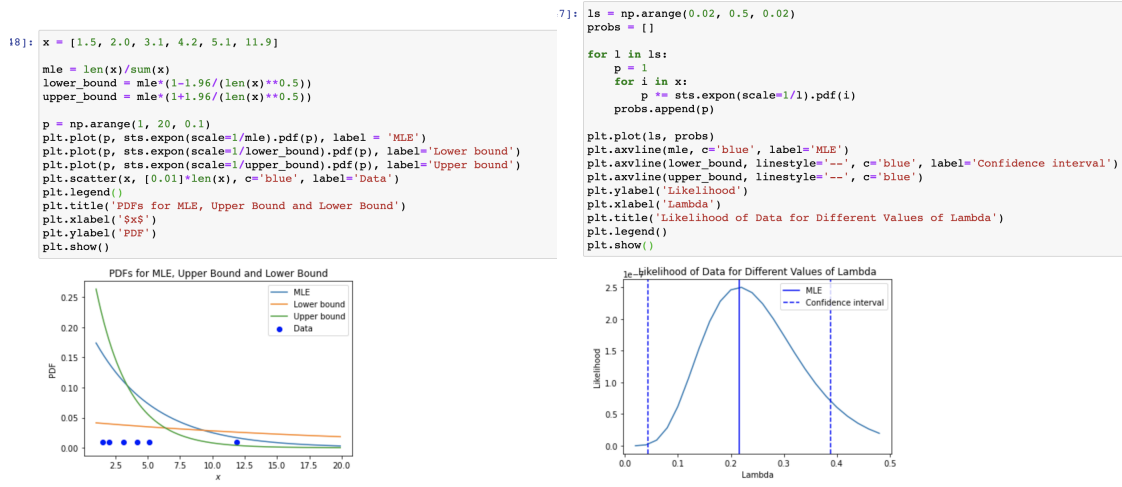 48]:
x = [1.5, 2.0, 3.1, 4.2, 5.1, 11.9]
mle = len(x)/sum(x)
lower_bound = mle*(1-1.96/(len(x)**0.5))
upper_bound = mle*(1+1.96/(len(x)**0.5))
p = np.arange(1, 20, 0.1)
plt.plot(p, sts.expon(scale=1/mle).pdf(p), label = 'MLE')
plt.plot(p, sts.expon(scale=1/lower_bound).pdf(p), label='Lower bound')
plt.plot(p, sts.expon(scale=1/upper_bound).pdf(p), label='Upper bound')
plt.scatter(x, [0.01]*len(x), c='blue', label='Data')
plt.legend()
plt.title('PDFs for MLE, Upper Bound and Lower Bound')
plt.xlabel('$x$')
plt.ylabel('PDF')
plt.show()
PDFs for MLE, Upper Bound and Lower Bound
MLE
Lower bound
Upper bound
Data
PDF
0.25
0.20
0.15
0.10
0.05
0.00
2.5 5.0 7.5 10.0 12.5 15.0 17.5 20.0
x
7]:
ls = np.arange(0.02, 0.5, 0.02)
probs = []
for l in ls:
    p = 1
    for i in x:
        p *= sts.expon(scale=1/l).pdf(i)
    probs.append(p)
plt.plot(ls, probs)
plt.axvline(mle, c='blue', label='MLE')
plt.axvline(lower_bound, linestyle='--', c='blue', label='Confidence interval')
plt.axvline(upper_bound, linestyle='--', c='blue')
plt.ylabel('Likelihood')
plt.xlabel('Lambda')
plt.title('Likelihood of Data for Different Values of Lambda')
plt.legend()
plt.show()
Likelihood of Data for Different Values of Lambda
MLE
Confidence interval
Likelihood
2.5
2.0
1.5
1.0
0.5
0.0
0.0 0.1 0.2 0.3 0.4 0.5
Lambda